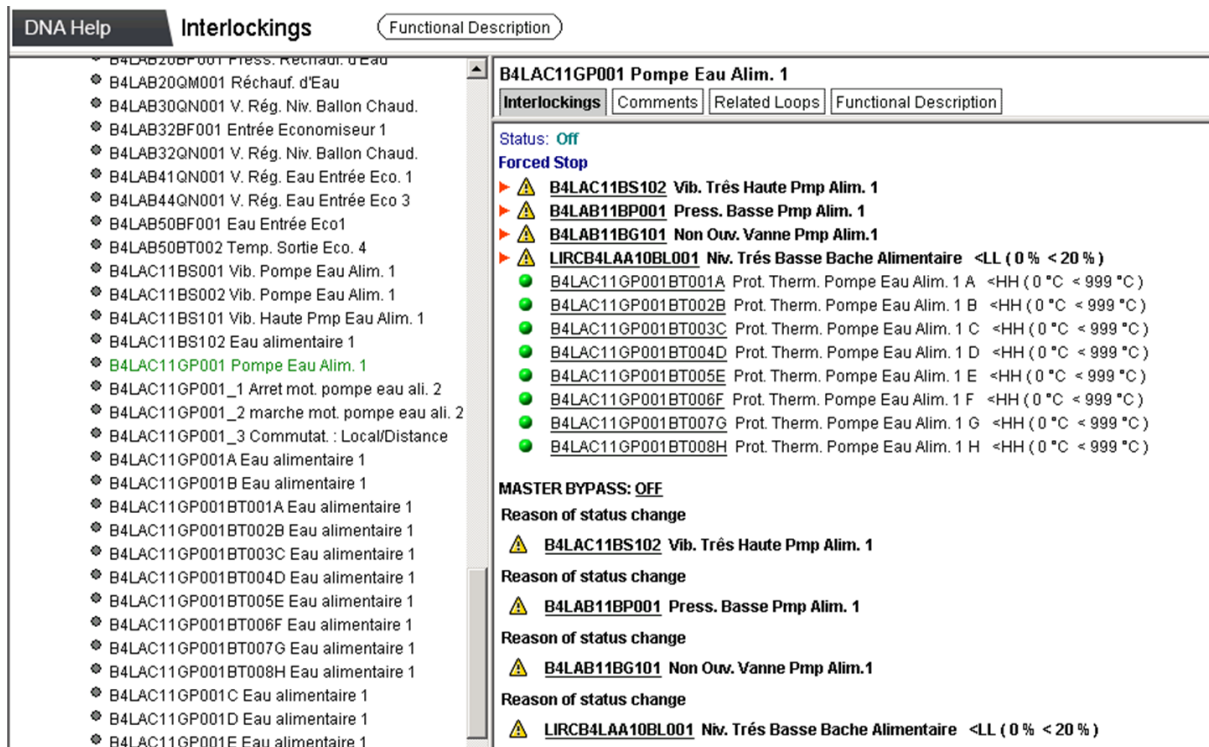 DNA Help
Interlockings
Functional Description
B4LAB20BF001 Press. Réchauf. d'Eau
B4LAB20QM001 Réchauf. d'Eau
B4LAB30QN001 V. Rég. Niv. Ballon Chaud.
B4LAB32BF001 Entrée Economiseur 1
B4LAB32QN001 V. Rég. Niv. Ballon Chaud.
B4LAB41QN001 V. Rég. Eau Entrée Eco. 1
B4LAB44QN001 V. Rég. Eau Entrée Eco 3
B4LAB50BF001 Eau Entrée Eco1
B4LAB50BT002 Temp. Sortie Eco. 4
B4LAC11BS001 Vib. Pompe Eau Alim. 1
B4LAC11BS002 Vib. Pompe Eau Alim. 1
B4LAC11BS101 Vib. Haute Pmp Eau Alim. 1
B4LAC11BS102 Eau alimentaire 1
B4LAC11GP001 Pompe Eau Alim. 1
B4LAC11GP001_1 Arret mot. pompe eau ali. 2
B4LAC11GP001_2 marche mot. pompe eau ali. 2
B4LAC11GP001_3 Commutat. : Local/Distance
B4LAC11GP001A Eau alimentaire 1
B4LAC11GP001B Eau alimentaire 1
B4LAC11GP001BT001A Eau alimentaire 1
B4LAC11GP001BT002B Eau alimentaire 1
B4LAC11GP001BT003C Eau alimentaire 1
B4LAC11GP001BT004D Eau alimentaire 1
B4LAC11GP001BT005E Eau alimentaire 1
B4LAC11GP001BT006F Eau alimentaire 1
B4LAC11GP001BT007G Eau alimentaire 1
B4LAC11GP001BT008H Eau alimentaire 1
B4LAC11GP001C Eau alimentaire 1
B4LAC11GP001D Eau alimentaire 1
B4LAC11GP001E Eau alimentaire 1
B4LAC11GP001 Pompe Eau Alim. 1
Interlockings Comments Related Loops Functional Description
Status: Off
Forced Stop
B4LAC11BS102 Vib. Três Haute Pmp Alim. 1
B4LAB11BP001 Press. Basse Pmp Alim. 1
B4LAB11BG101 Non Ouv. Vanne Pmp Alim.1
LIRCB4LAA10BL001 Niv. Trés Basse Bache Alimentaire <LL ( 0 % < 20 % )
B4LAC11GP001BT001A Prot. Therm. Pompe Eau Alim. 1 A <HH ( 0 °C < 999 °C )
B4LAC11GP001BT002B Prot. Therm. Pompe Eau Alim. 1 B <HH ( 0 °C < 999 °C )
B4LAC11GP001BT003C Prot. Therm. Pompe Eau Alim. 1 C <HH ( 0 °C < 999 °C )
B4LAC11GP001BT004D Prot. Therm. Pompe Eau Alim. 1 D <HH ( 0 °C < 999 °C )
B4LAC11GP001BT005E Prot. Therm. Pompe Eau Alim. 1 E <HH ( 0 °C < 999 °C )
B4LAC11GP001BT006F Prot. Therm. Pompe Eau Alim. 1 F <HH ( 0 °C < 999 °C )
B4LAC11GP001BT007G Prot. Therm. Pompe Eau Alim. 1 G <HH ( 0 °C < 999 °C )
B4LAC11GP001BT008H Prot. Therm. Pompe Eau Alim. 1 H <HH ( 0 °C < 999 °C )
MASTER BYPASS: OFF
Reason of status change
B4LAC11BS102 Vib. Três Haute Pmp Alim. 1
Reason of status change
B4LAB11BP001 Press. Basse Pmp Alim. 1
Reason of status change
B4LAB11BG101 Non Ouv. Vanne Pmp Alim.1
Reason of status change
LIRCB4LAA10BL001 Niv. Trés Basse Bache Alimentaire <LL ( 0 % < 20 % )